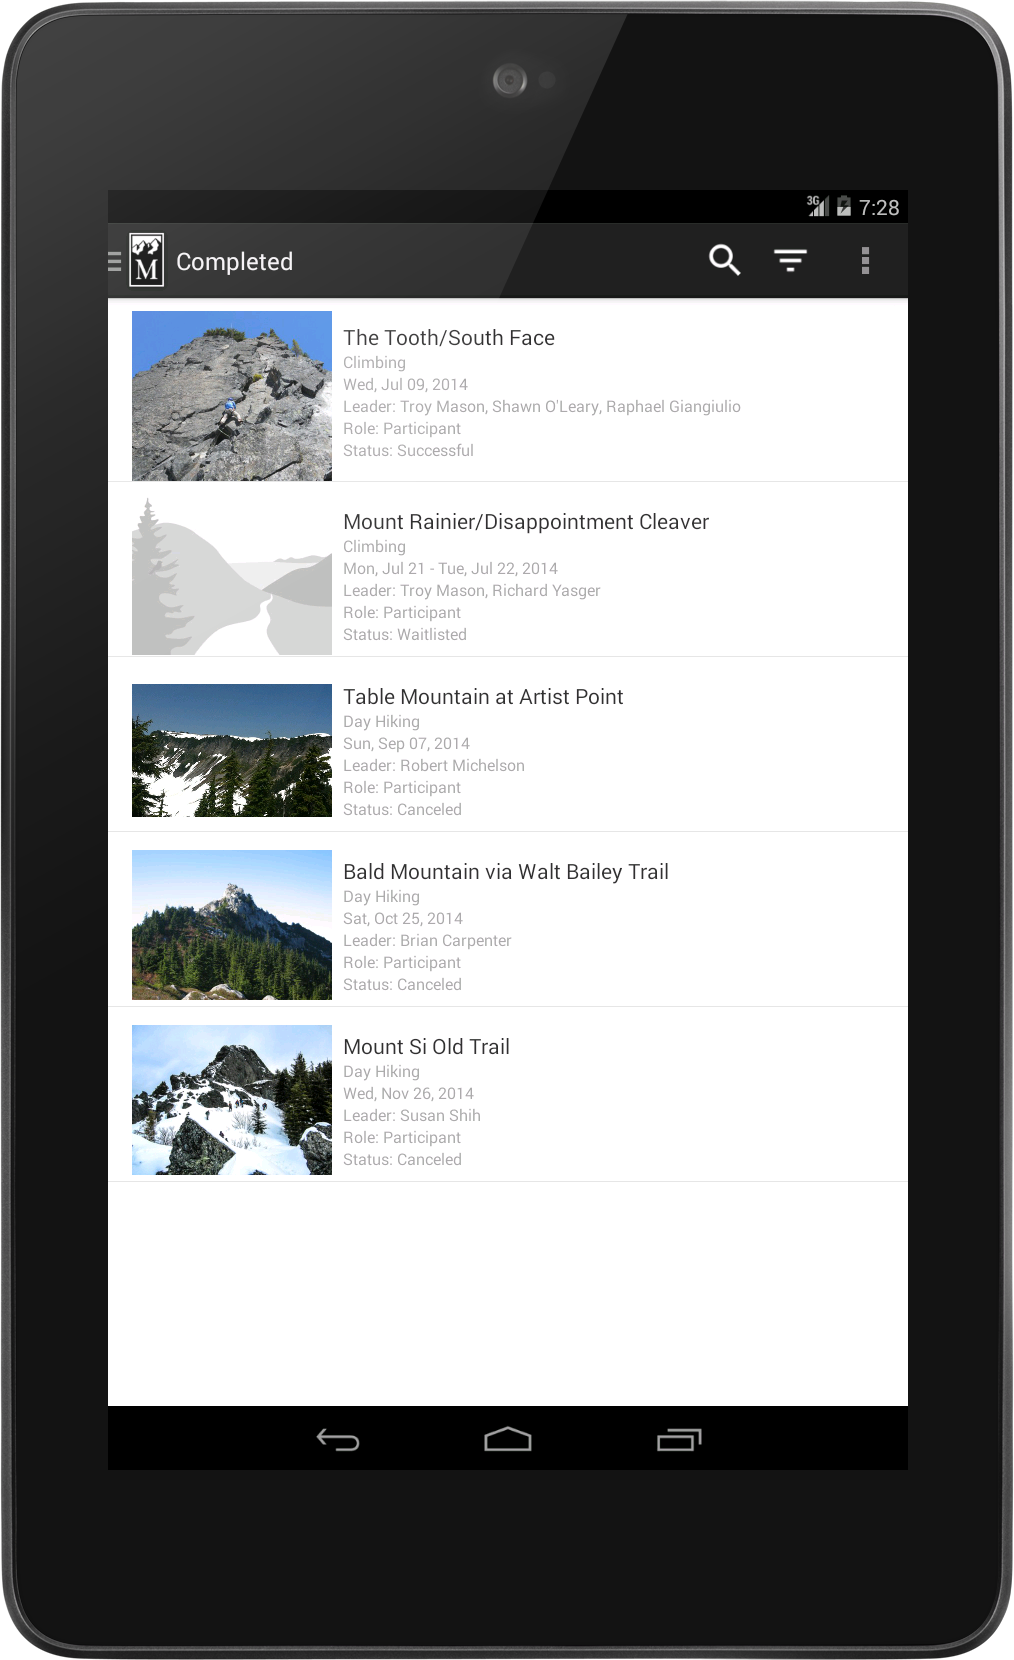 3G 7:28
M Completed
The Tooth/South Face
Climbing
Wed, Jul 09, 2014
Leader: Troy Mason, Shawn O'Leary, Raphael Giangiulio
Role: Participant
Status: Successful
Mount Rainier/Disappointment Cleaver
Climbing
Mon, Jul 21 - Tue, Jul 22, 2014
Leader: Troy Mason, Richard Yasger
Role: Participant
Status: Waitlisted
Table Mountain at Artist Point
Day Hiking
Sun, Sep 07, 2014
Leader: Robert Michelson
Role: Participant
Status: Canceled
Bald Mountain via Walt Bailey Trail
Day Hiking
Sat, Oct 25, 2014
Leader: Brian Carpenter
Role: Participant
Status: Canceled
Mount Si Old Trail
Day Hiking
Wed, Nov 26, 2014
Leader: Susan Shih
Role: Participant
Status: Canceled